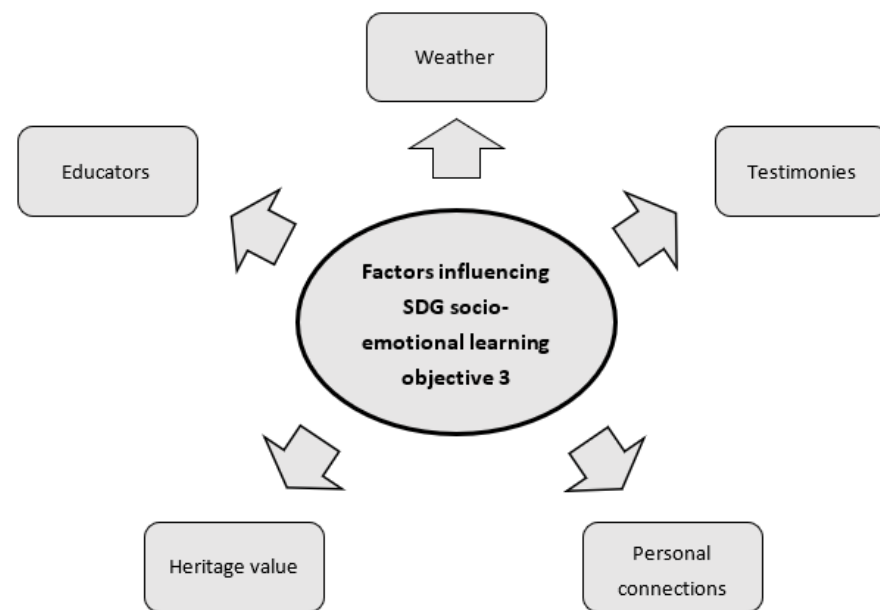 Weather
Educators
Testimonies
Factors influencing
SDG socio-
emotional learning
objective 3
Heritage value
Personal
connections